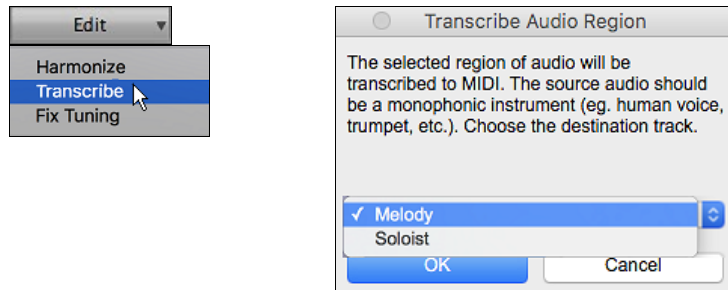 Edit
Harmonize
Transcribe
Fix Tuning
Transcribe Audio Region
The selected region of audio will be
transcribed to MIDI. The source audio should
be a monophonic instrument (eg. human voice,
trumpet, etc.). Choose the destination track.
✓ Melody
Soloist
OK Cancel